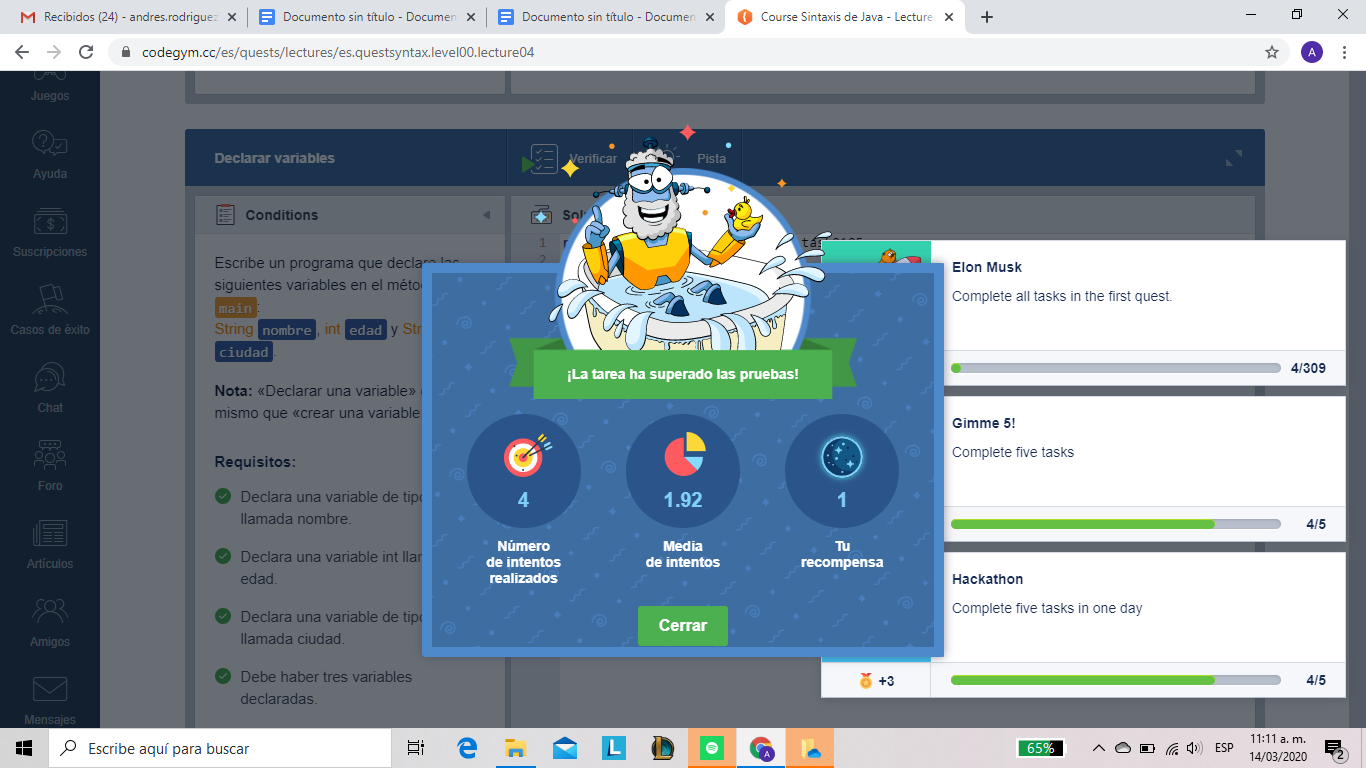 Recibidos (24) - andres.rodriguez
Documento sin título - Documen
Documento sin título - Documen
Course Sintaxis de Java - Lecture
codegym.cc/es/quests/lectures/es.questsyntax.level00.lecture04
A
Juegos
Ayuda
Suscripciones
Casos de éxito
Chat
Foro
Artículos
Amigos
Mensajes
Declarar variables
Verificar
Pista
Conditions
Escribe un programa que declare las
siguientes variables en el
main:
String nombre, int edad y
ciudad.
Nota: «Declarar una variable»
mismo que «crear una variable
Requisitos:
Declara una variable de tipo
llamada nombre.
Declara una variable int
edad.
Declara una variable de tipo
llamada ciudad.
Debe haber tres variables
declaradas.
1
2
¡La tarea ha superado las pruebas!
4
Número
de intentos
realizados
1.92
Media
de intentos
1
Tu
recompensa
Cerrar
Elon Musk
Complete all tasks in the first quest.
4/309
Gimme 5!
Complete five tasks
4/5
Hackathon
Complete five tasks in one day
+3
4/5
Escribe aquí para buscar
L
A
65%
ESP
11:11 a. m.
14/03/2020
2